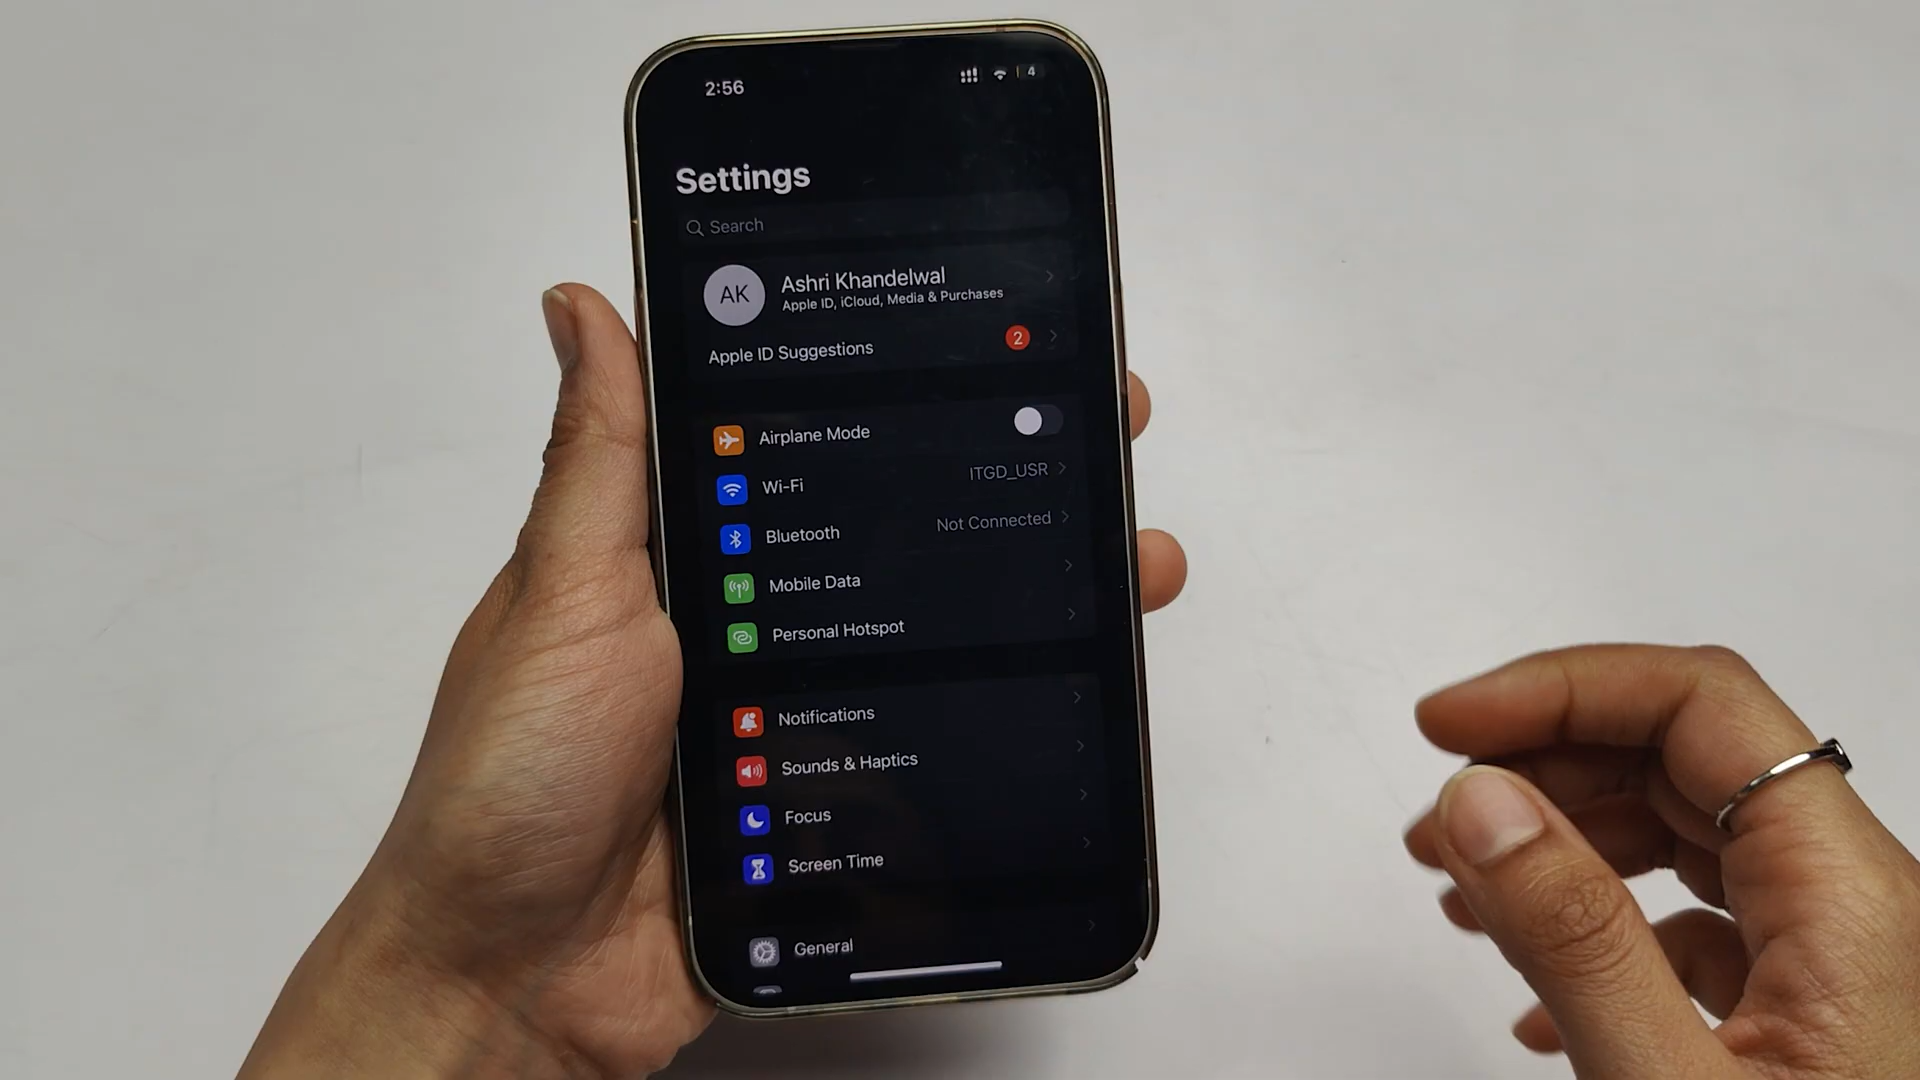 2:56
4
Settings
Search
AK
Ashri Khandelwal
Apple ID, iCloud, Media & Purchases
Apple ID Suggestions
2
Airplane Mode
Wi-Fi
ITGD_USR
Bluetooth
Not Connected
Mobile Data
Personal Hotspot
Notifications
Sounds & Haptics
Focus
Screen Time
General